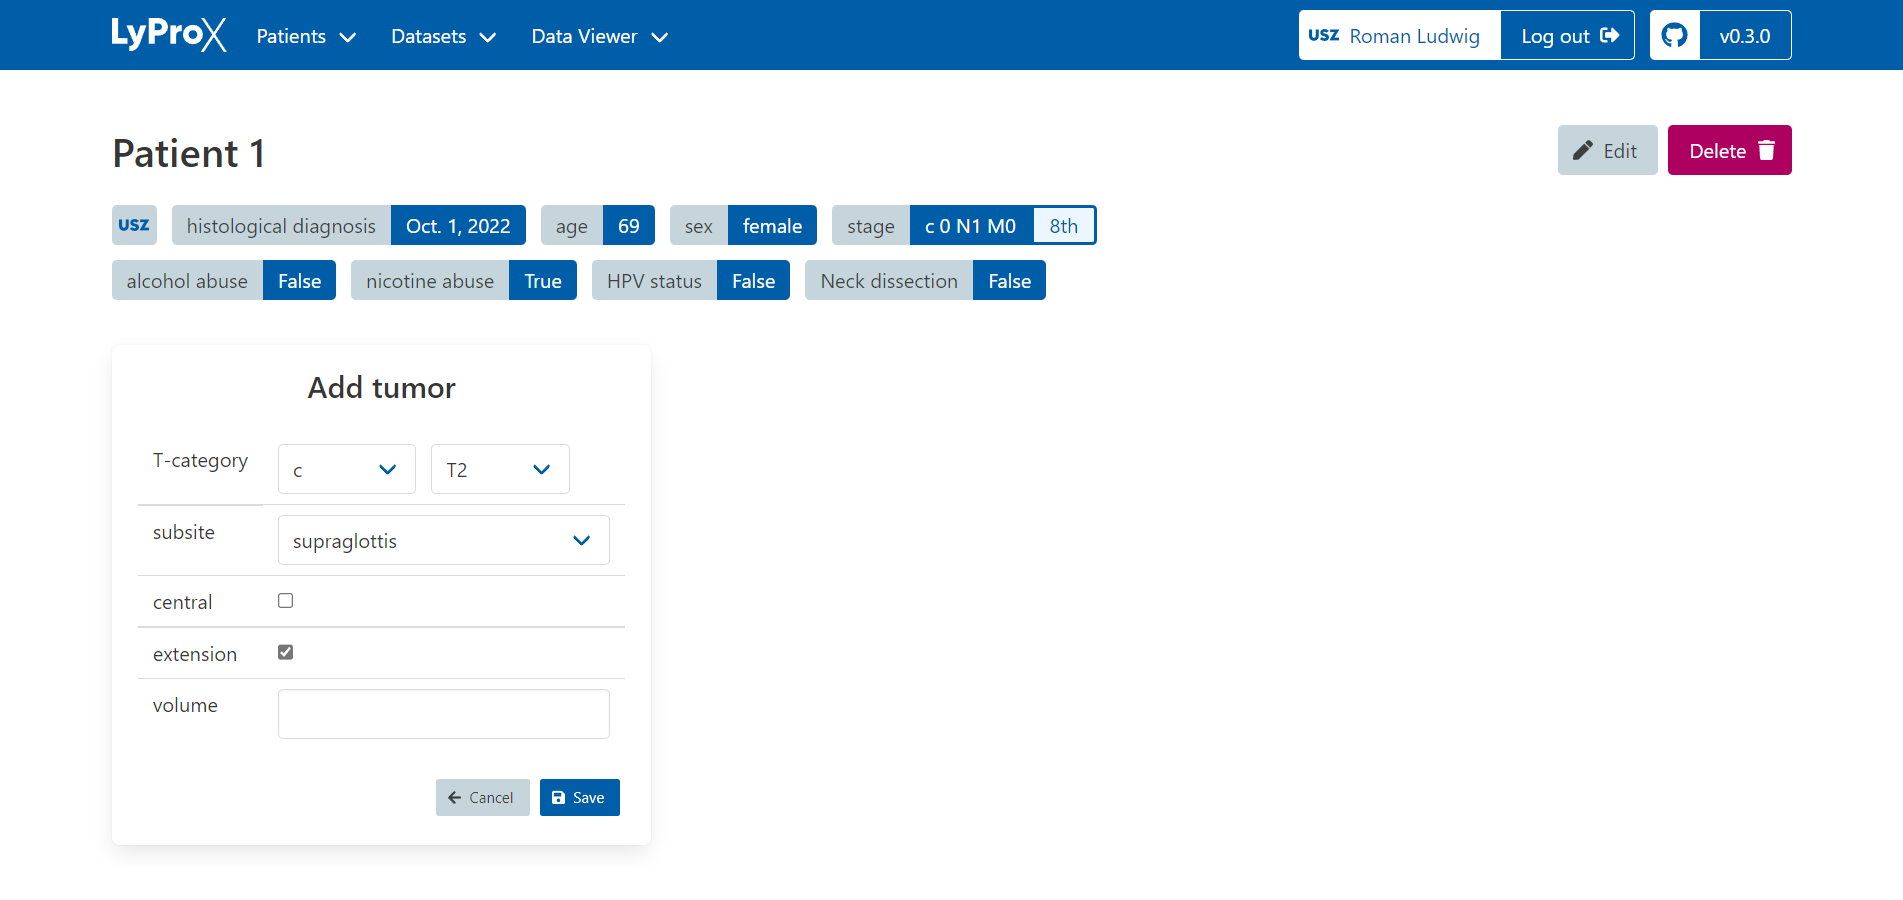 LyProX Patients Datasets Data Viewer USZ Roman Ludwig Log out v0.3.0
Patient 1 Edit Delete
USZ histological diagnosis Oct. 1, 2022 age 69 sex female stage c 0 N1 M0 8th
alcohol abuse False nicotine abuse True HPV status False Neck dissection False
Add tumor
T-category c T2
subsite supraglottis
central
extension
volume
Cancel Save